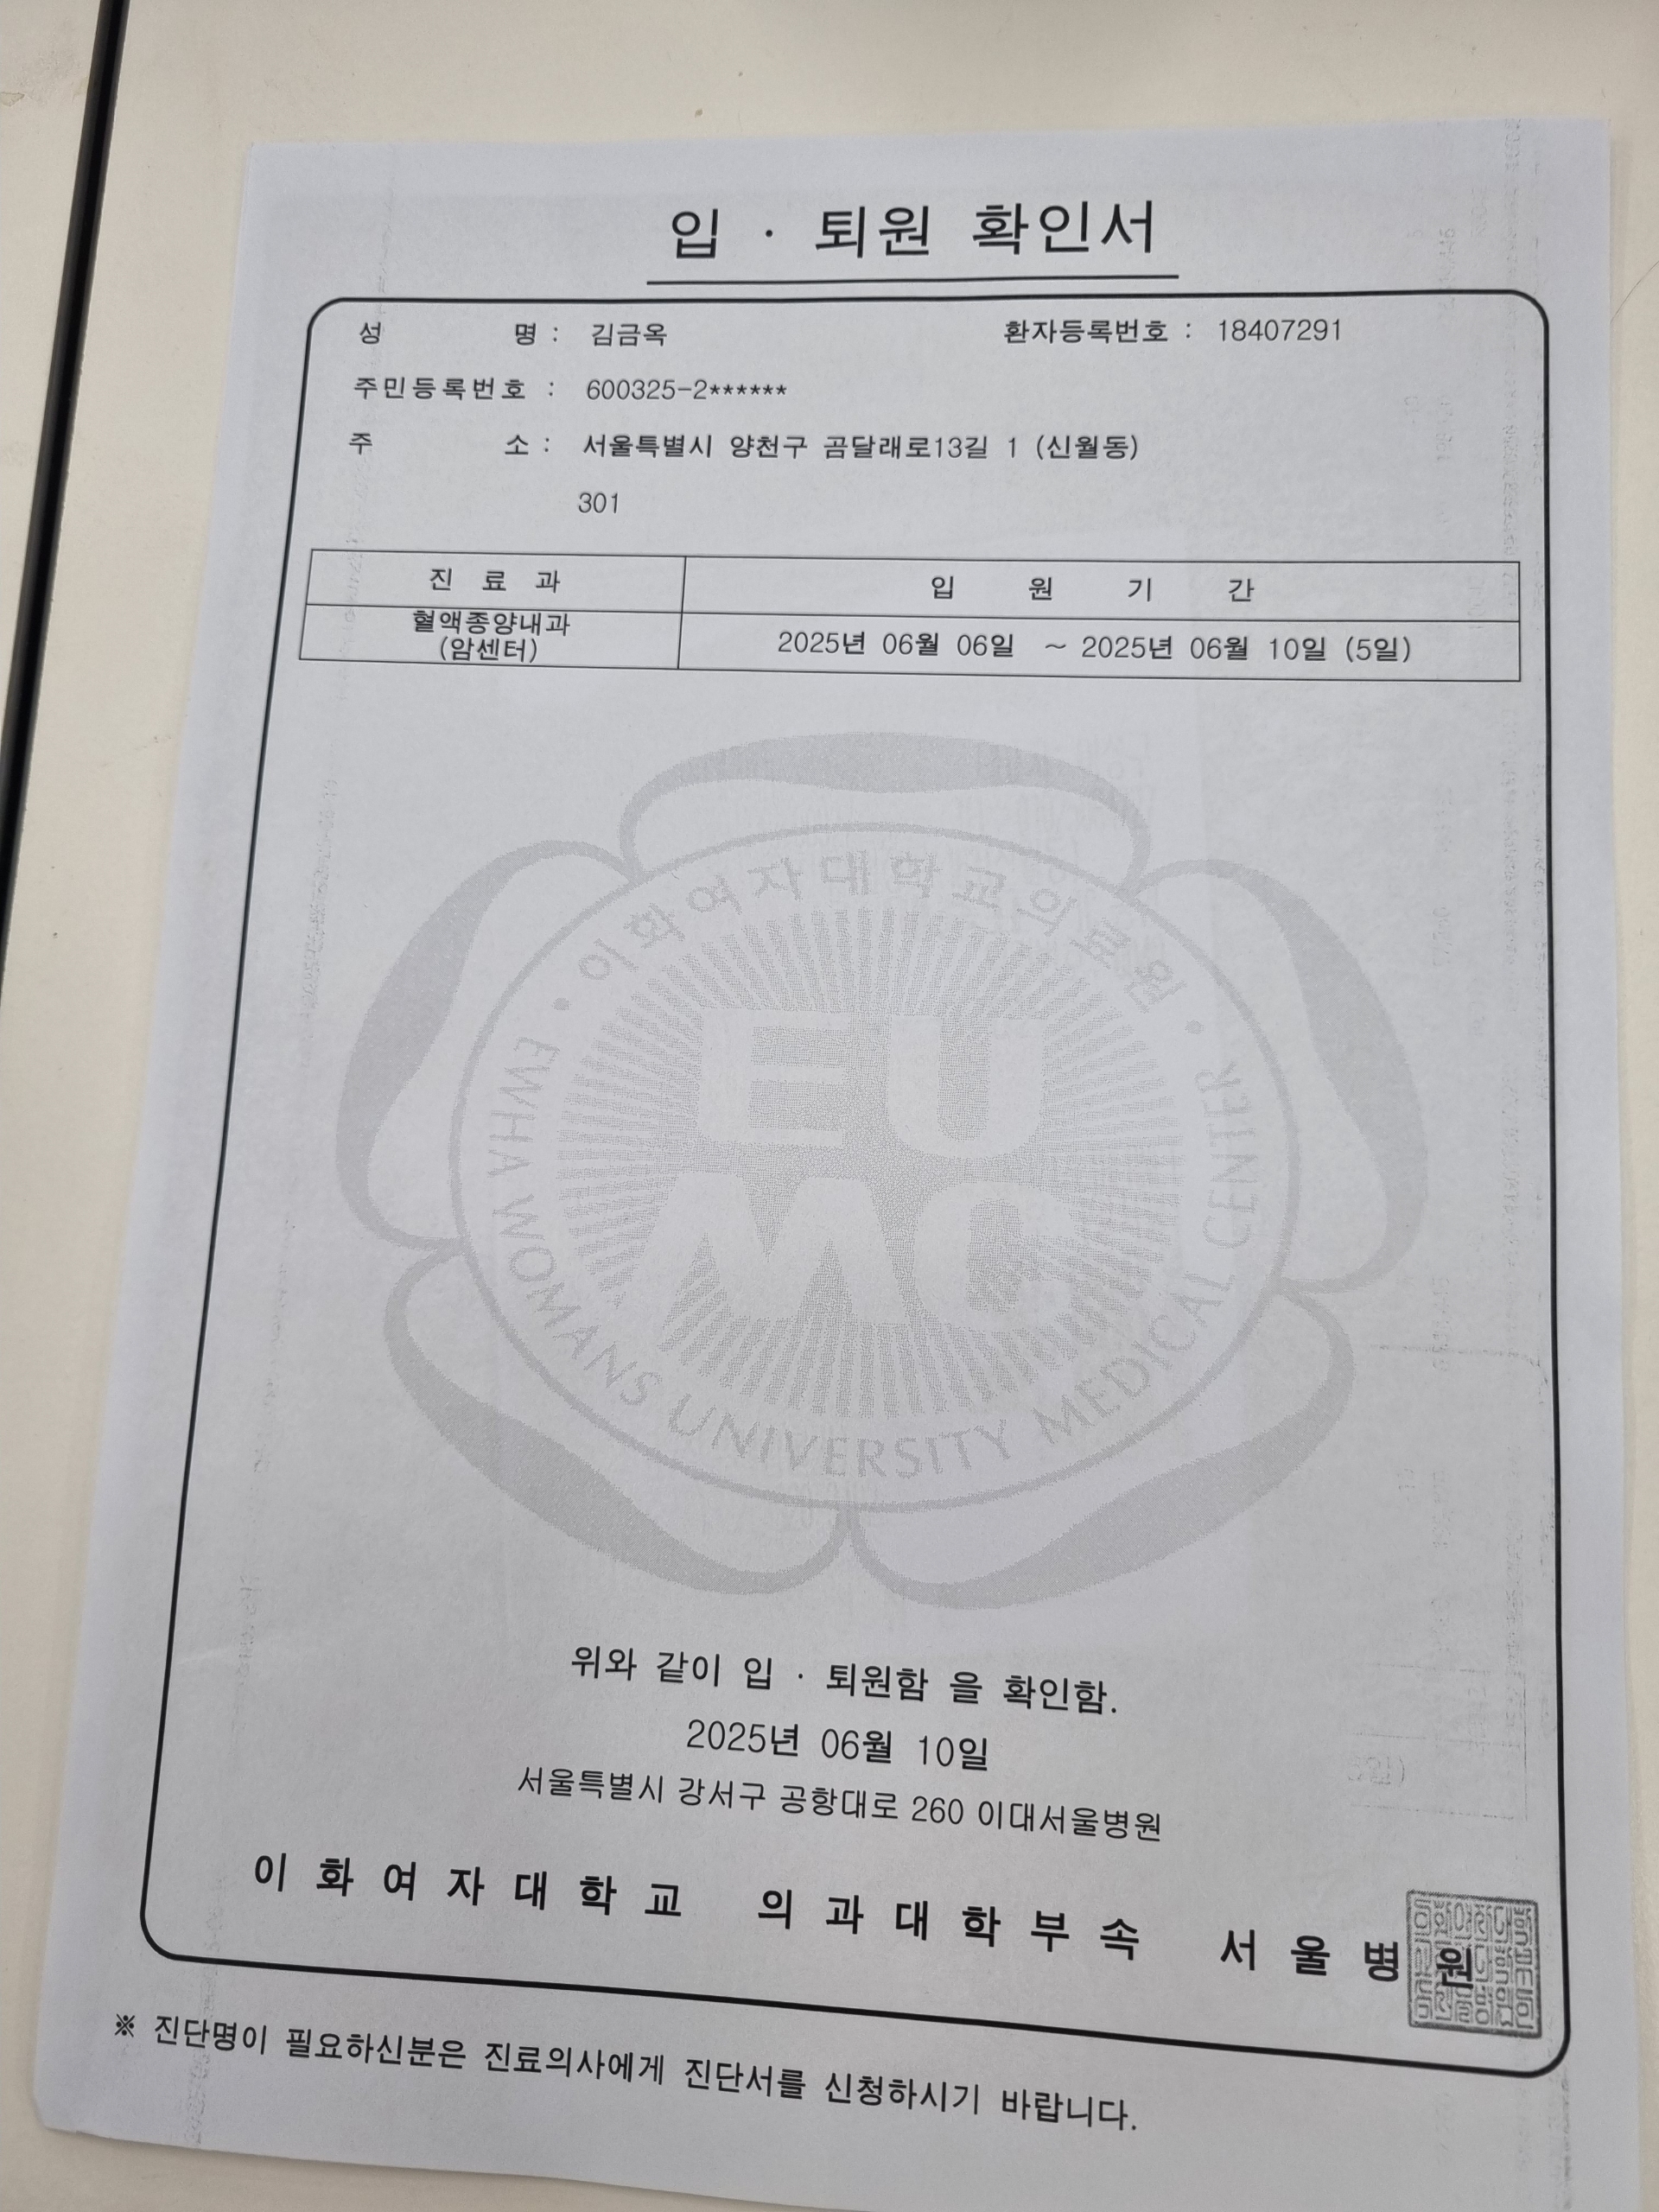 입 · 퇴원 확인서
성 명 : 김금옥 환자등록번호 : 18407291
주민등록번호 : 600325-2******
주 소 : 서울특별시 양천구 곰달래로13길 1 (신월동)
301
진 료 과 입 원 기 간
혈액종양내과
(암센터) 2025년 06월 06일 ~ 2025년 06월 10일 (5일)
• 이화여자대학교의료원 •
EU
MC
EWHA WOMANS UNIVERSITY MEDICAL CENTER
위와 같이 입 · 퇴원함 을 확인함.
2025년 06월 10일
서울특별시 강서구 공항대로 260 이대서울병원
이 화 여 자 대 학 교 의 과 대 학 부 속 서 울 병 원
※ 진단명이 필요하신분은 진료의사에게 진단서를 신청하시기 바랍니다.